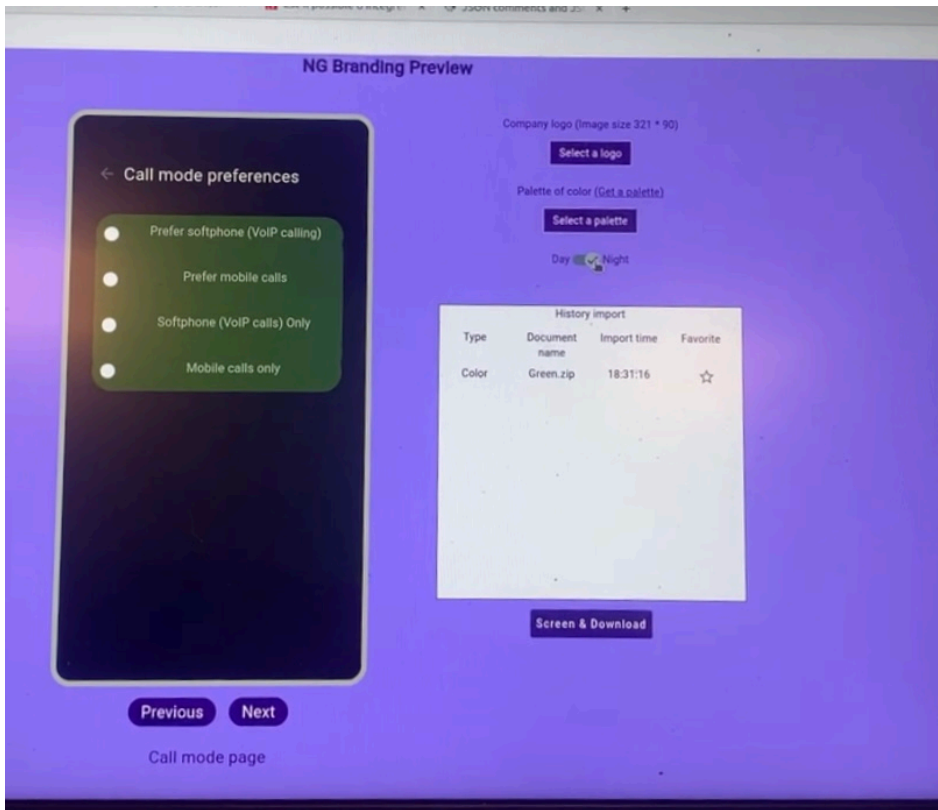 JSON comments and
NG Branding Preview
Company logo (Image size 321 * 90)
Select a logo
Palette of color (Get a palette)
Select a palette
Day Night
← Call mode preferences
Prefer softphone (VoIP calling)
Prefer mobile calls
Softphone (VoIP calls) Only
Mobile calls only
History import
Type Document name Import time Favorite
Color Green.zip 18:31:16
Screen & Download
Previous Next
Call mode page